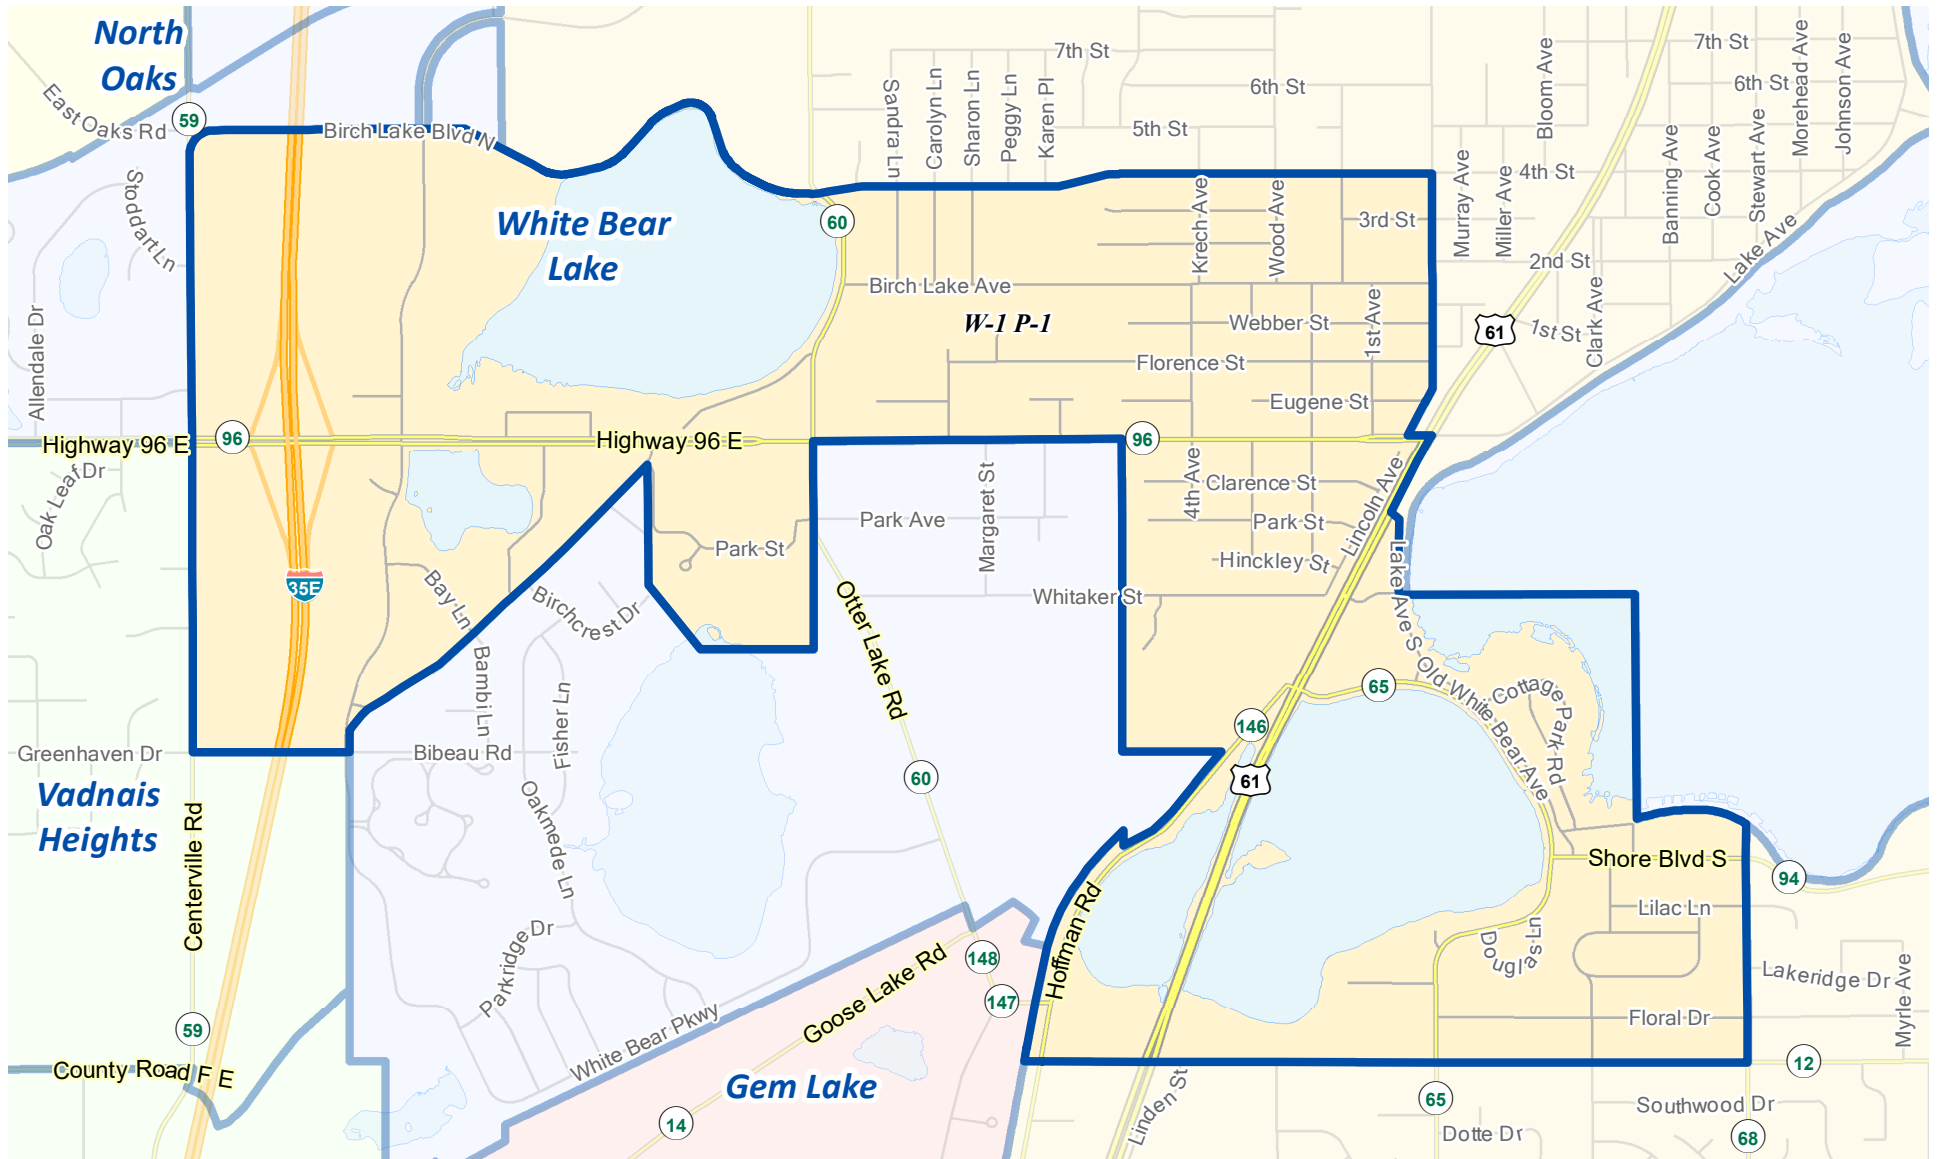 North
Oaks
East Oaks Rd
59
Birch Lake Blvd N
Stoddart Ln
Allendale Dr
White Bear
Lake
60
7th St
6th St
5th St
Sandra Ln
Carolyn Ln
Sharon Ln
Peggy Ln
Karen Pl
7th St
6th St
Bloom Ave
Morehead Ave
Johnson Ave
Banning Ave
Cook Ave
Stewart Ave
4th St
Murray Ave
Miller Ave
Krech Ave
Wood Ave
3rd St
2nd St
Lake Ave
Birch Lake Ave
W-1 P-1
Webber St
1st Ave
61
1st St
Clark Ave
Florence St
Eugene St
Highway 96 E
96
Highway 96 E
96
Oak Leaf Dr
Margaret St
4th Ave
Clarence St
Lincoln Ave
Park Ave
Park St
Park St
Hinckley St
35E
Bay Ln
Birchcrest Dr
Otter Lake Rd
Whitaker St
Lake Ave S
Bambi Ln
Fisher Ln
65
Old White Bear Ave
Cottage Park Rd
146
Greenhaven Dr
Bibeau Rd
60
61
Vadnais
Heights
Centerville Rd
Oakmede Ln
Shore Blvd S
94
Hoffman Rd
Lilac Ln
Parkridge Dr
Goose Lake Rd
148
147
Douglas Ln
Lakeridge Dr
Myrle Ave
59
White Bear Pkwy
Floral Dr
County Road F E
Gem Lake
12
14
Linden St
65
Southwood Dr
Dotte Dr
68